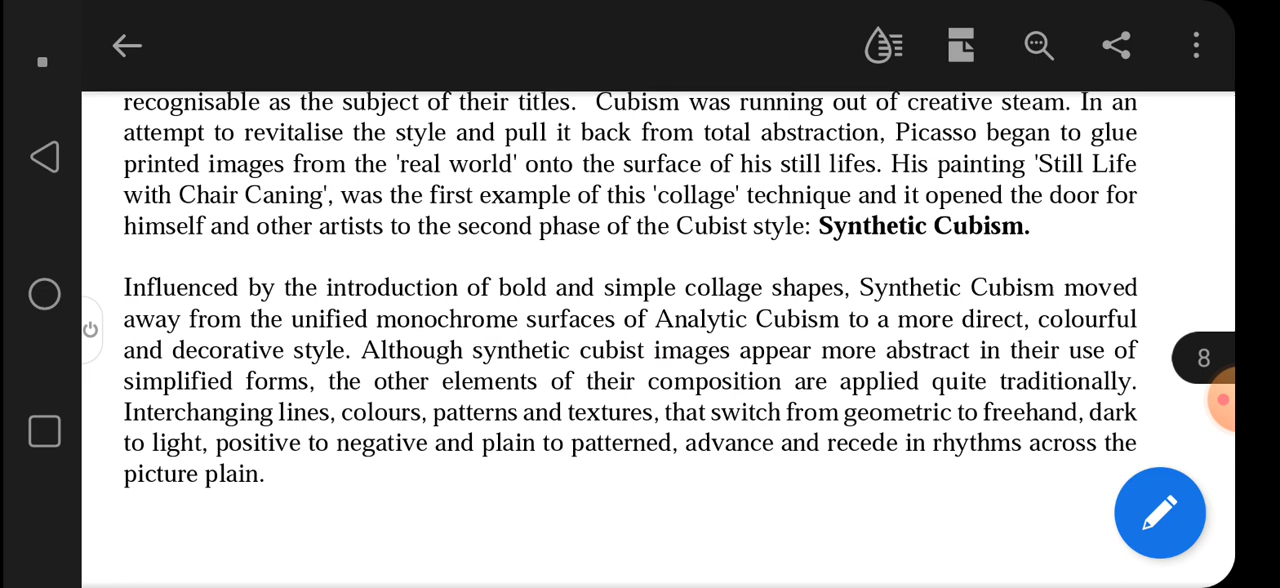 recognisable as the subject of their titles.  Cubism was running out of creative steam. In an
attempt to revitalise the style and pull it back from total abstraction, Picasso began to glue
printed images from the 'real world' onto the surface of his still lifes. His painting 'Still Life
with Chair Caning', was the first example of this 'collage' technique and it opened the door for
himself and other artists to the second phase of the Cubist style: Synthetic Cubism.
Influenced by the introduction of bold and simple collage shapes, Synthetic Cubism moved
away from the unified monochrome surfaces of Analytic Cubism to a more direct, colourful
and decorative style. Although synthetic cubist images appear more abstract in their use of
simplified forms, the other elements of their composition are applied quite traditionally.
Interchanging lines, colours, patterns and textures, that switch from geometric to freehand, dark
to light, positive to negative and plain to patterned, advance and recede in rhythms across the
picture plain.
8